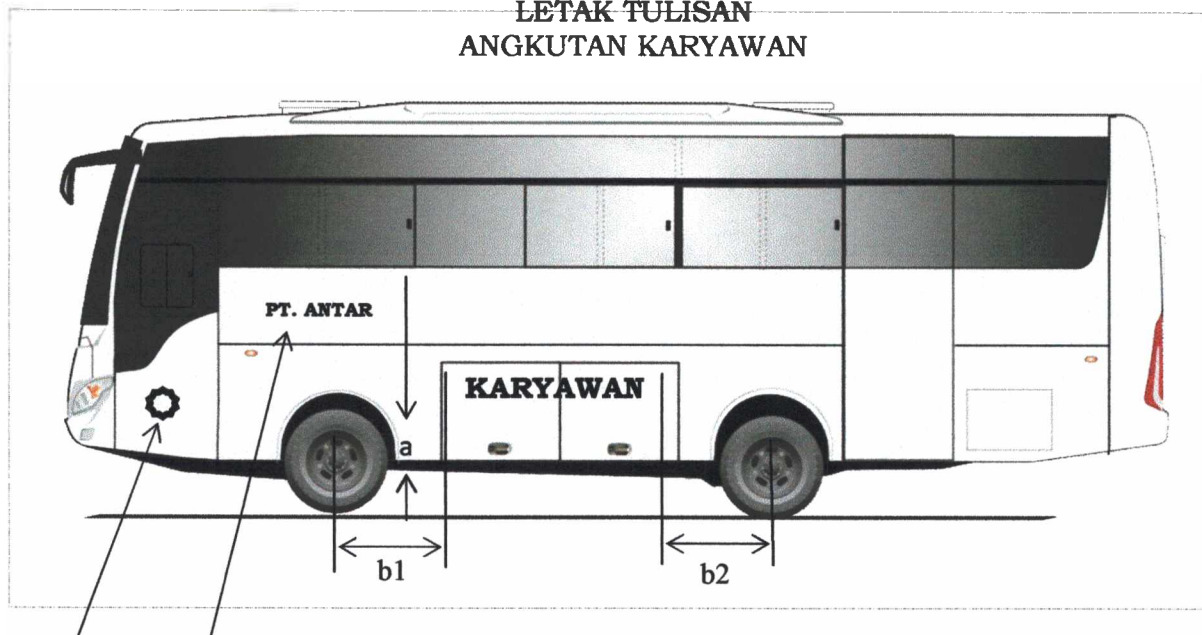 LETAK TULISAN
ANGKUTAN KARYAWAN
PT. ANTAR
KARYAWAN
a
b1
b2